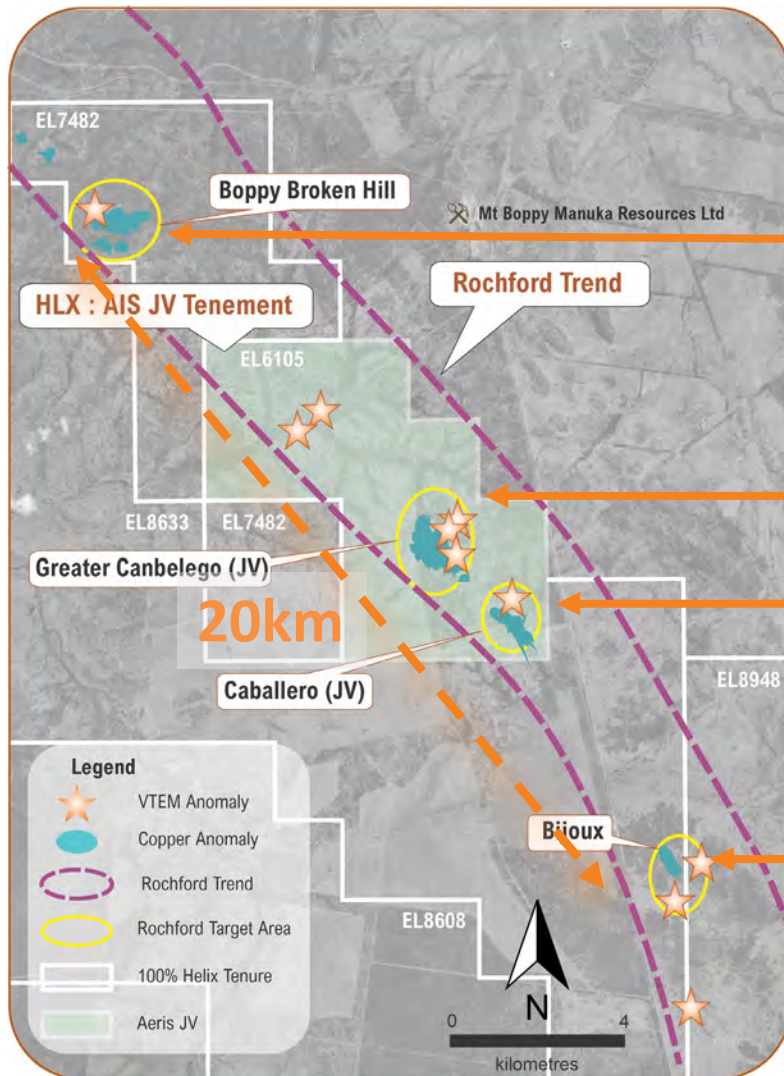 EL7482
Boppy Broken Hill
Mt Boppy Manuka Resources Ltd
HLX : AIS JV Tenement
Rochford Trend
EL6105
EL8633
EL7482
Greater Canbelego (JV)
20km
Caballero (JV)
EL8948
Bijoux
EL8608
Legend
VTEM Anomaly
Copper Anomaly
Rochford Trend
Rochford Target Area
100% Helix Tenure
Aeris JV
N
0 4
kilometres